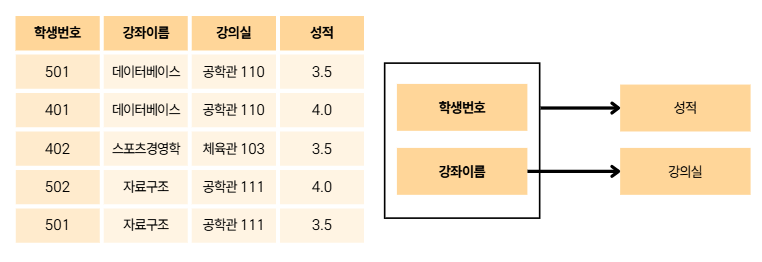 학생번호 강좌이름 강의실 성적
501 데이터베이스 공학관 110 3.5
401 데이터베이스 공학관 110 4.0
402 스포츠경영학 체육관 103 3.5
502 자료구조 공학관 111 4.0
501 자료구조 공학관 111 3.5
학생번호 성적
강좌이름 강의실